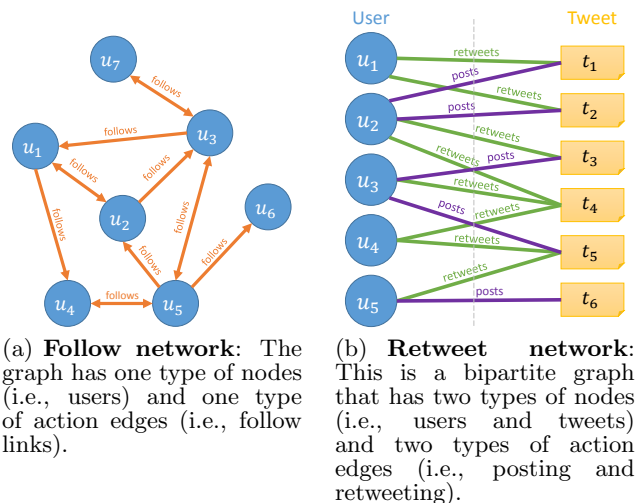 u7
follows
follows
u3
u1
follows
follows
follows
u2
follows
u6
follows
follows
follows
u4
follows
u5
(a) Follow network: The
graph has one type of nodes
(i.e., users) and one type
of action edges (i.e., follow
links).
User
Tweet
u1
retweets
t1
posts
retweets
u2
posts
t2
retweets
retweets
posts
t3
u3
retweets
posts
retweets
t4
u4
retweets
t5
retweets
u5
posts
t6
(b) Retweet network:
This is a bipartite graph
that has two types of nodes
(i.e., users and tweets)
and two types of action
edges (i.e., posting and
retweeting).